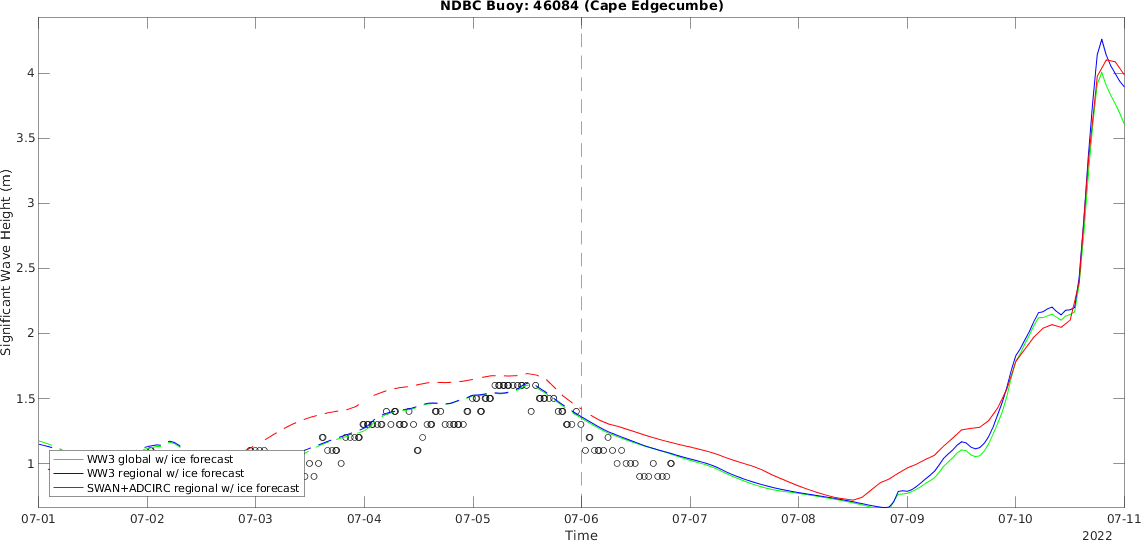 NDBC Buoy: 46084 (Cape Edgecumbe)
Significant Wave Height (m)
4
3.5
3
2.5
2
1.5
1
WW3 global w/ ice forecast
WW3 regional w/ ice forecast
SWAN+ADCIRC regional w/ ice forecast
07-01 07-02 07-03 07-04 07-05 07-06 07-07 07-08 07-09 07-10 07-11
Time
2022